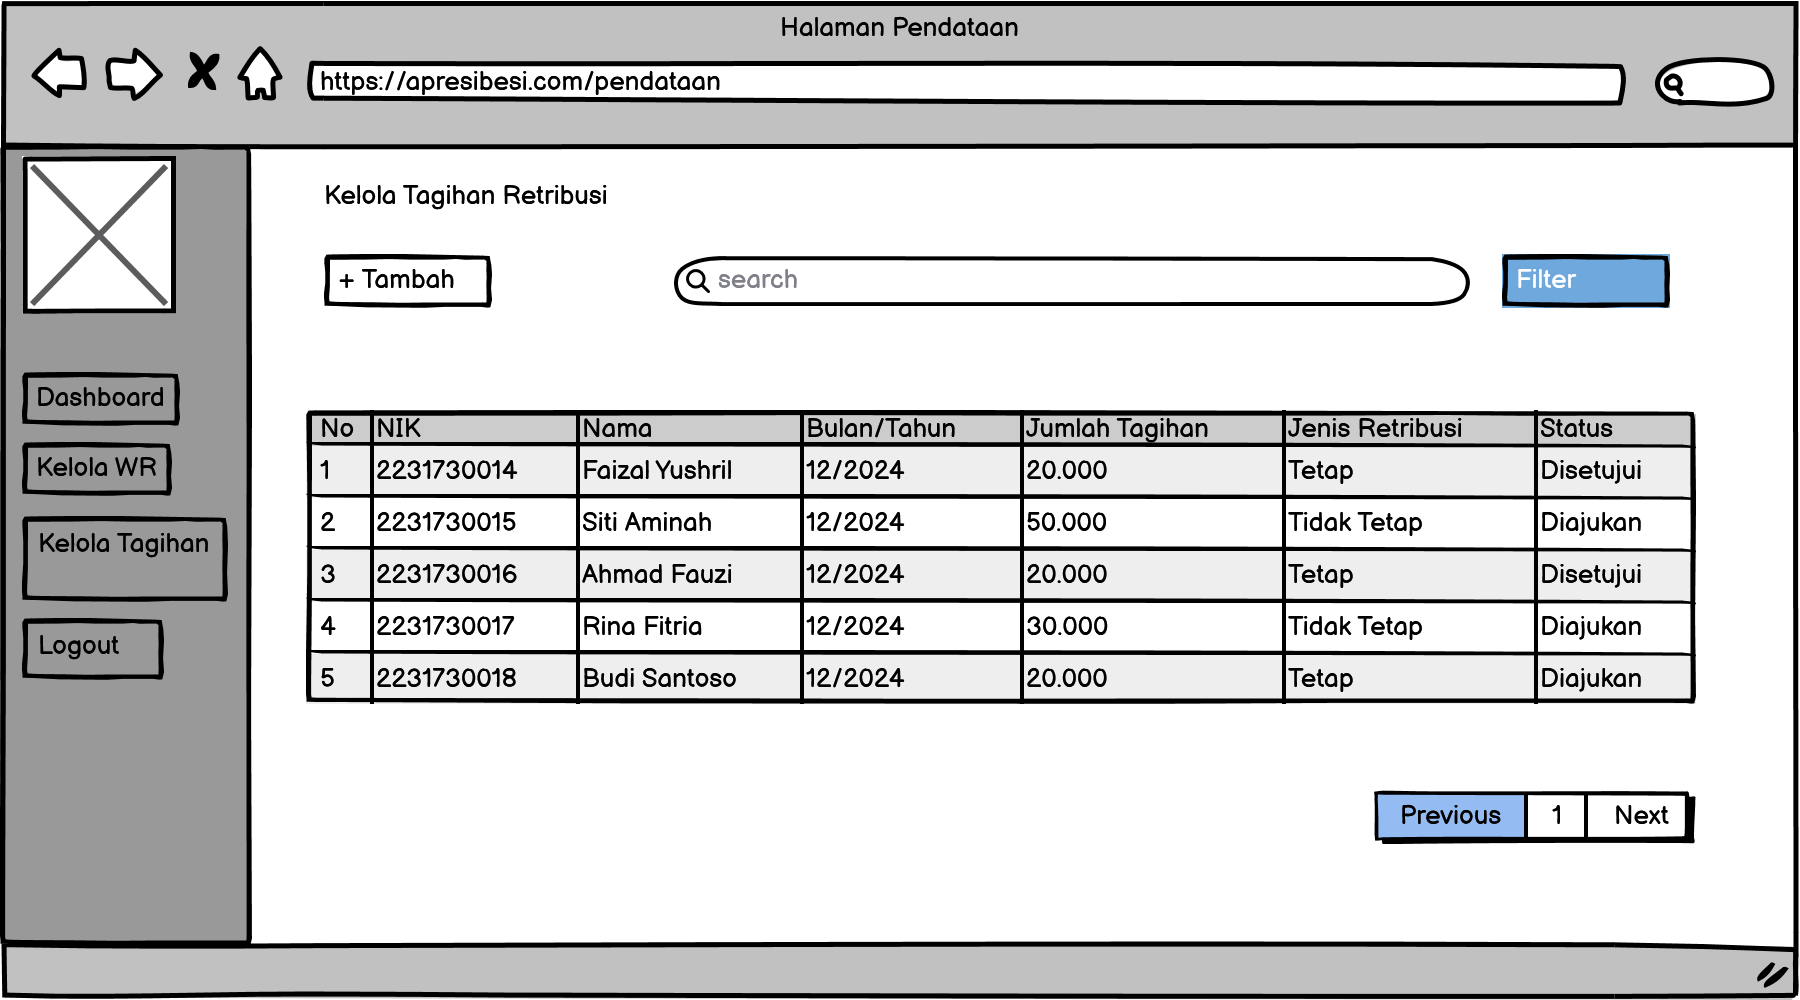 Halaman Pendataan
https://apresibesi.com/pendataan
Kelola Tagihan Retribusi
+ Tambah
search
Filter
Dashboard
Kelola WR
Kelola Tagihan
Logout
No NIK Nama Bulan/Tahun Jumlah Tagihan Jenis Retribusi Status
1 2231730014 Faizal Yushril 12/2024 20.000 Tetap Disetujui
2 2231730015 Siti Aminah 12/2024 50.000 Tidak Tetap Diajukan
3 2231730016 Ahmad Fauzi 12/2024 20.000 Tetap Disetujui
4 2231730017 Rina Fitria 12/2024 30.000 Tidak Tetap Diajukan
5 2231730018 Budi Santoso 12/2024 20.000 Tetap Diajukan
Previous 1 Next